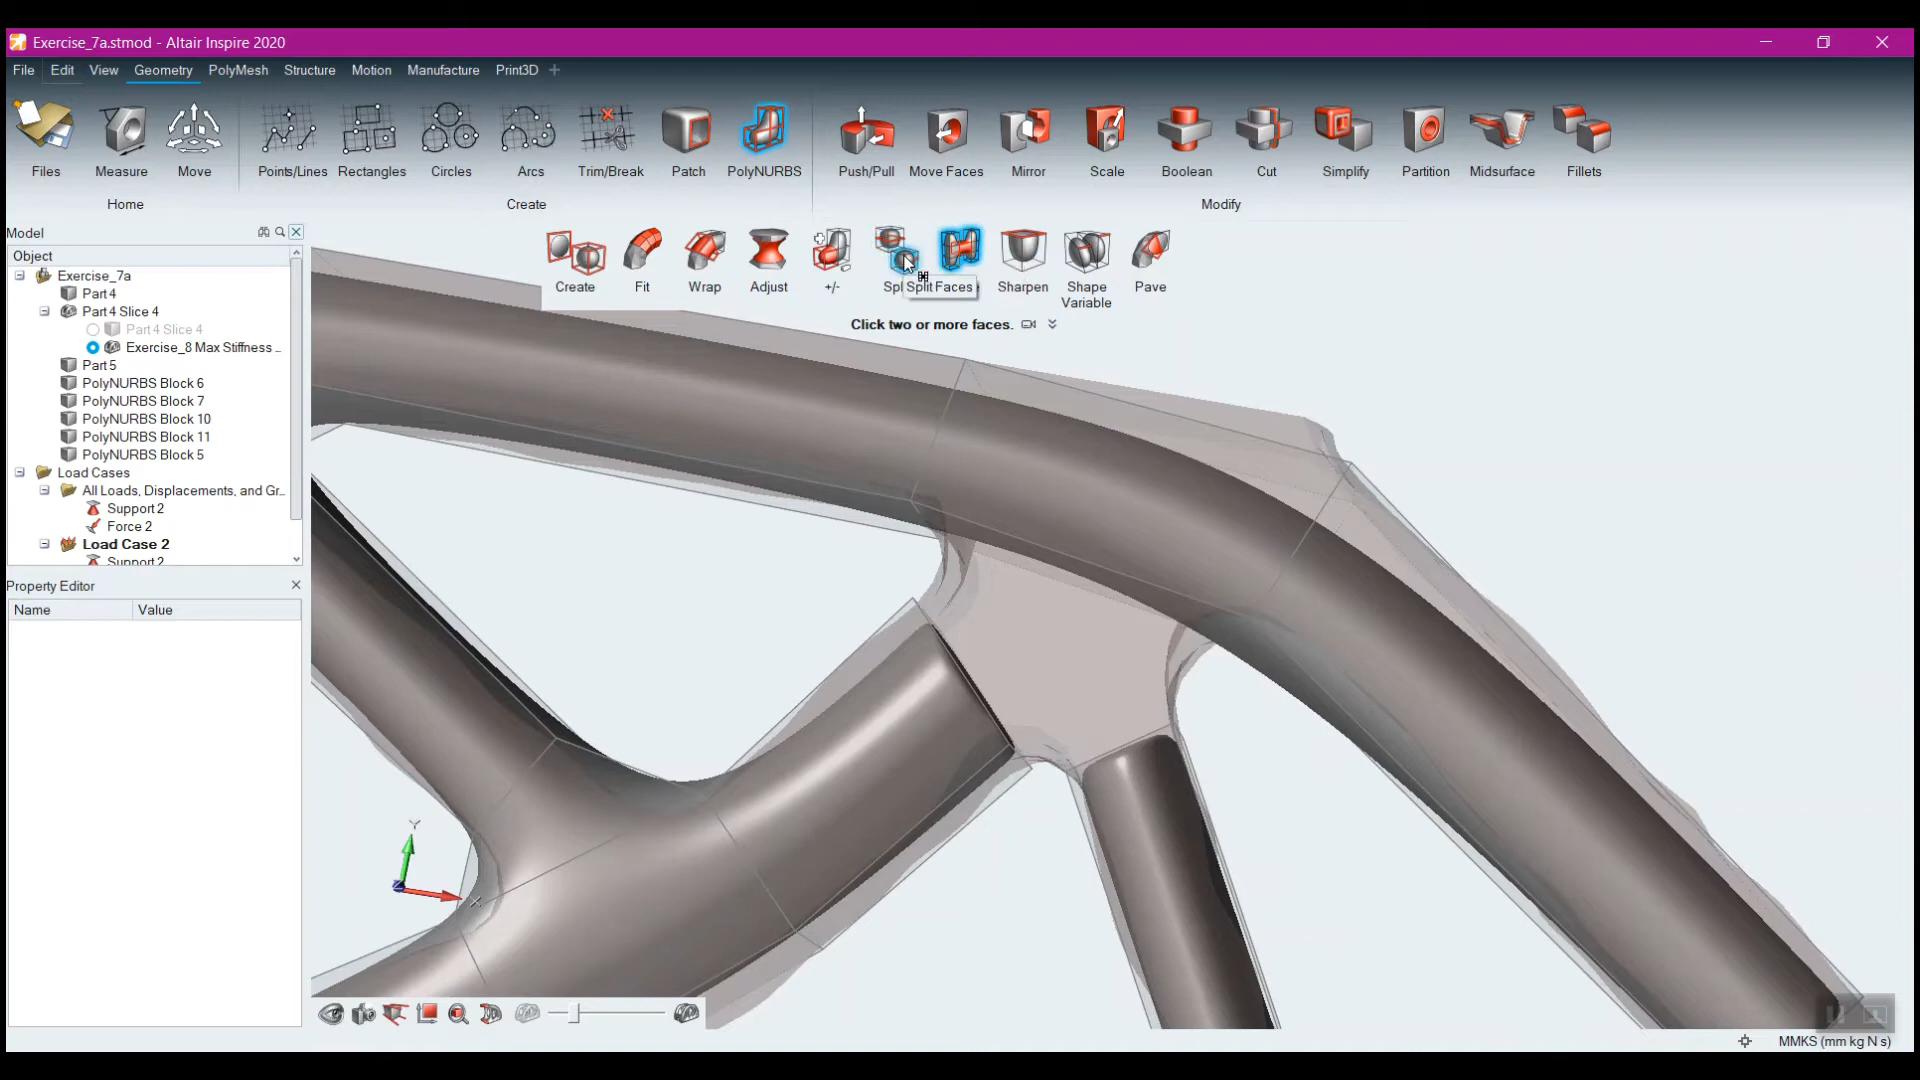 Exercise_7a.stmod - Altair Inspire 2020
File Edit View Geometry PolyMesh Structure Motion Manufacture Print3D
Files Measure Move Points/Lines Rectangles Circles Arcs Trim/Break Patch PolyNURBS Push/Pull Move Faces Mirror Scale Boolean Cut Simplify Partition Midsurface Fillets
Home Create Modify
Model
Object
Exercise_7a
Part 4
Part 4 Slice 4
Part 4 Slice 4
Exercise_8 Max Stiffness ..
Part 5
PolyNURBS Block 6
PolyNURBS Block 7
PolyNURBS Block 10
PolyNURBS Block 11
PolyNURBS Block 5
Load Cases
All Loads, Displacements, and Gr..
Support 2
Force 2
Load Case 2
Support 2
Property Editor
Name Value
Create Fit Wrap Adjust +/- Split Faces Sharpen Shape Variable Pave
Click two or more faces.
Y
X
MMKS (mm kg N s)